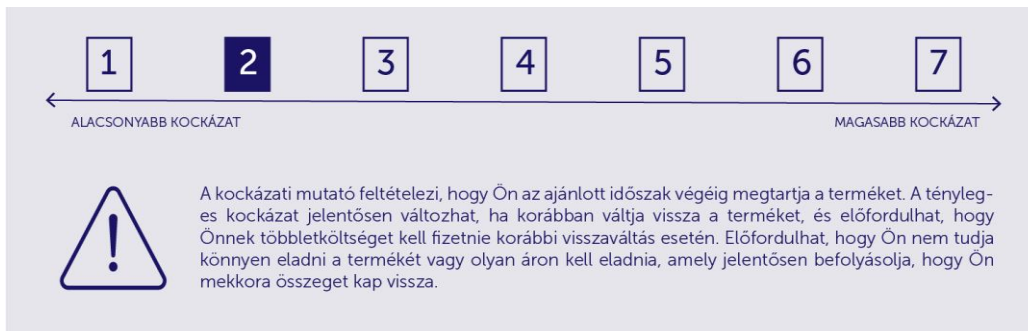 1 2 3 4 5 6 7
ALACSONYABB KOCKÁZAT MAGASABB KOCKÁZAT
A kockázati mutató feltételezi, hogy Ön az ajánlott időszak végéig megtartja a terméket. A tényleg-
es kockázat jelentősen változhat, ha korábban váltja vissza a terméket, és előfordulhat, hogy
Önnek többletköltséget kell fizetnie korábbi visszaváltás esetén. Előfordulhat, hogy Ön nem tudja
könnyen eladni a termékét vagy olyan áron kell eladnia, amely jelentősen befolyásolja, hogy Ön
mekkora összeget kap vissza.